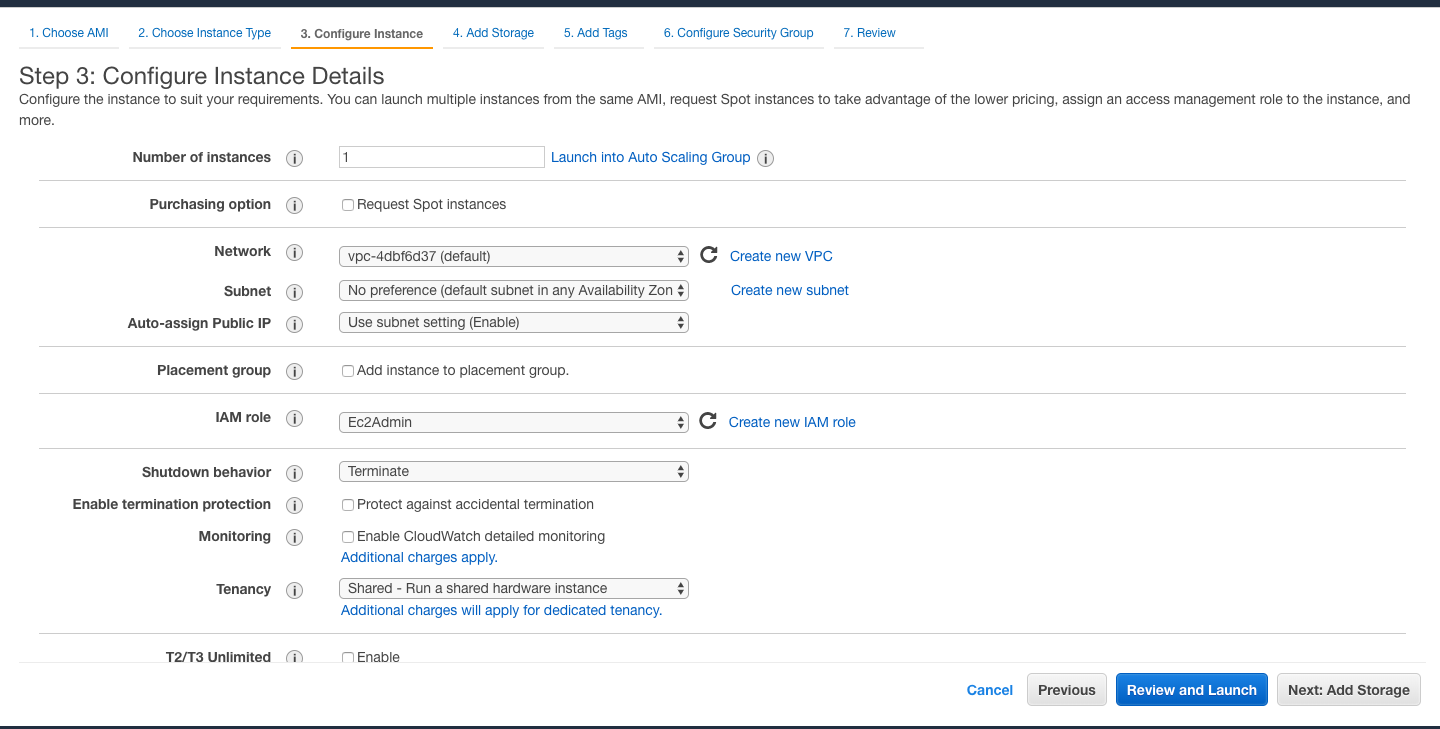 1. Choose AMI 2. Choose Instance Type 3. Configure Instance 4. Add Storage 5. Add Tags 6. Configure Security Group 7. Review
Step 3: Configure Instance Details
Configure the instance to suit your requirements. You can launch multiple instances from the same AMI, request Spot instances to take advantage of the lower pricing, assign an access management role to the instance, and
more.
Number of instances i 1 Launch into Auto Scaling Group i
Purchasing option i Request Spot instances
Network i vpc-4dbf6d37 (default) Create new VPC
Subnet i No preference (default subnet in any Availability Zon Create new subnet
Auto-assign Public IP i Use subnet setting (Enable)
Placement group i Add instance to placement group.
IAM role i Ec2Admin Create new IAM role
Shutdown behavior i Terminate
Enable termination protection i Protect against accidental termination
Monitoring i Enable CloudWatch detailed monitoring
Additional charges apply.
Tenancy i Shared - Run a shared hardware instance
Additional charges will apply for dedicated tenancy.
T2/T3 Unlimited i Enable
Cancel Previous Review and Launch Next: Add Storage